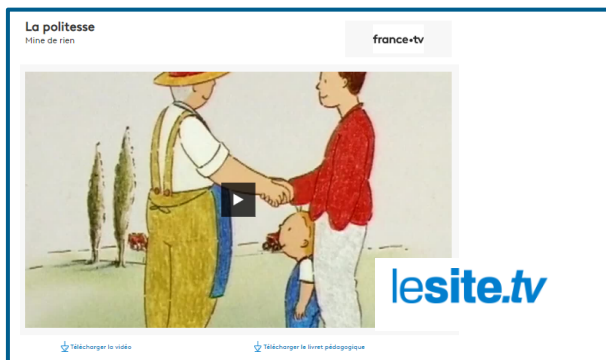 La politesse
Mine de rien
france•tv
lesite.tv
Télécharger la vidéo
Télécharger le livret pédagogique